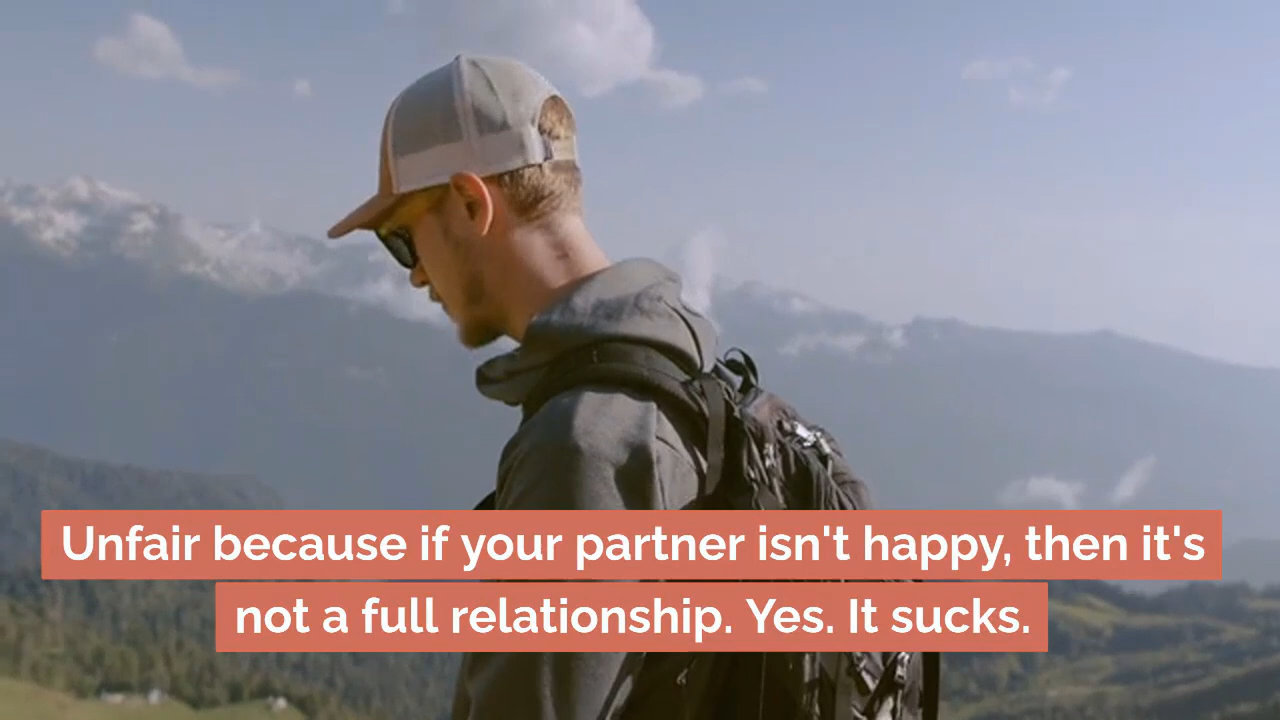 Unfair because if your partner isn't happy, then it's
not a full relationship. Yes. It sucks.